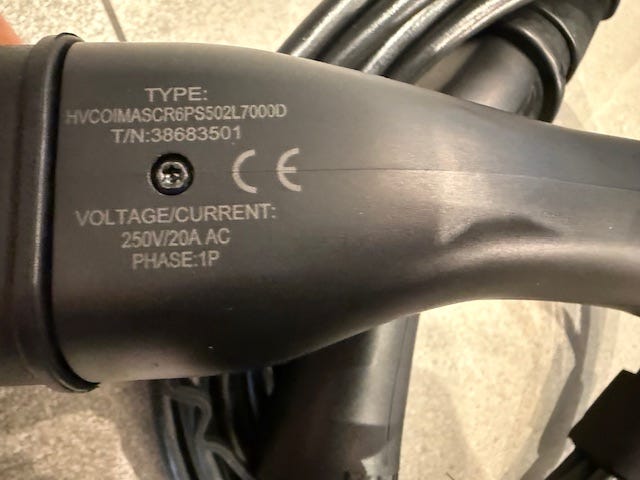 TYPE:
HVCOIMASCR6PS502L7000D
T/N:38683501
CE
VOLTAGE/CURRENT:
250V/20A AC
PHASE:1P